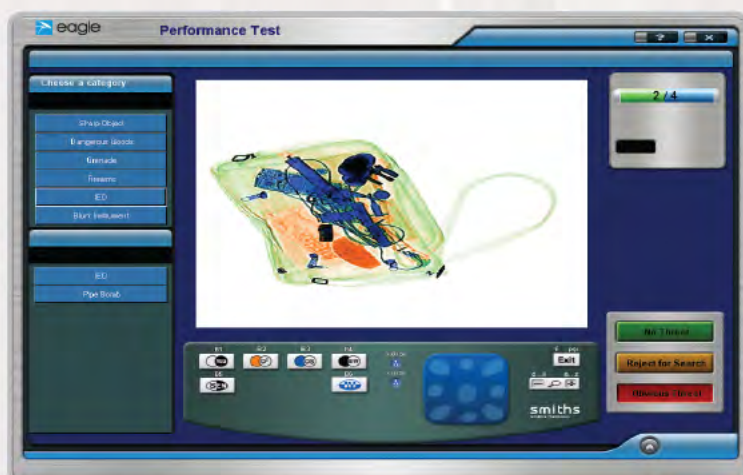 eagle
Performance Test
?
X
Choose a category
2 / 4
Sharp Object
Dangerous Goods
Grenade
Firearm
IED
Blunt Instrument
IED
Pipe Bomb
Exit
smiths
No Threat
Reject for Search
Obvious Threat